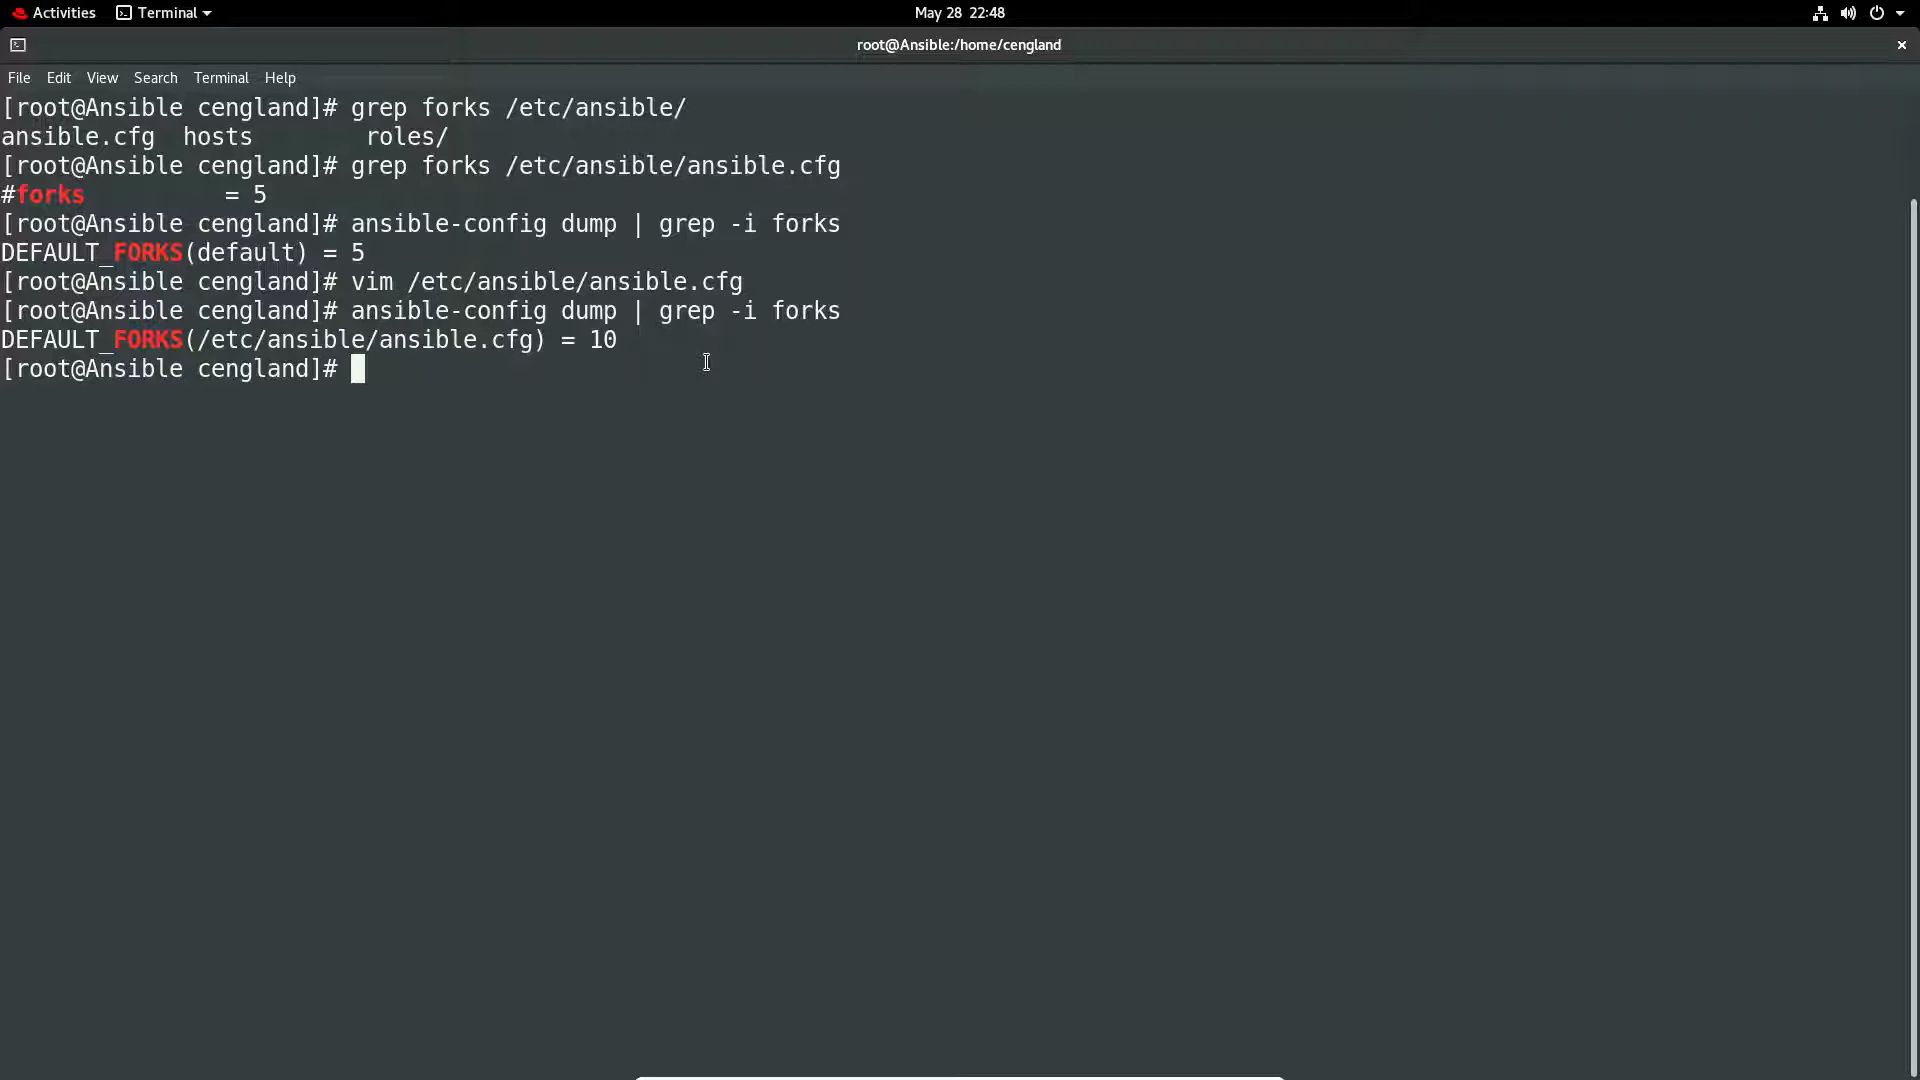 Activities Terminal May 28 22:48
root@Ansible:/home/cengland
File Edit View Search Terminal Help
[root@Ansible cengland]# grep forks /etc/ansible/
ansible.cfg  hosts        roles/
[root@Ansible cengland]# grep forks /etc/ansible/ansible.cfg
#forks          = 5
[root@Ansible cengland]# ansible-config dump | grep -i forks
DEFAULT_FORKS(default) = 5
[root@Ansible cengland]# vim /etc/ansible/ansible.cfg
[root@Ansible cengland]# ansible-config dump | grep -i forks
DEFAULT_FORKS(/etc/ansible/ansible.cfg) = 10
[root@Ansible cengland]#